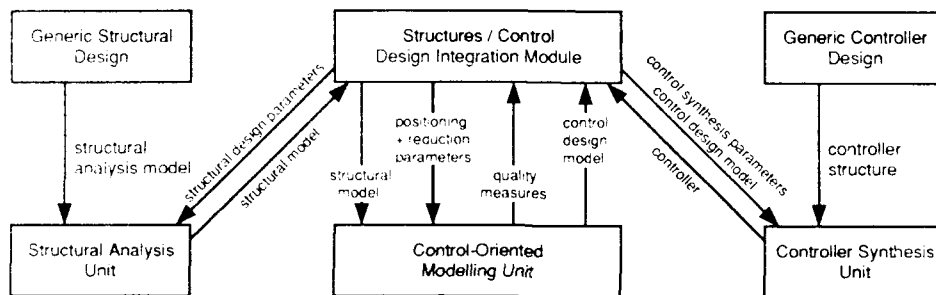 Generic Structural
Design
Structures / Control
Design Integration Module
Generic Controller
Design
structural
analysis model
structural design parameters
structural model
structural
model
positioning
+ reduction
parameters
quality
measures
control
design
model
control synthesis parameters
control design model
controller
controller
structure
Structural Analysis
Unit
Control-Oriented
Modelling Unit
Controller Synthesis
Unit